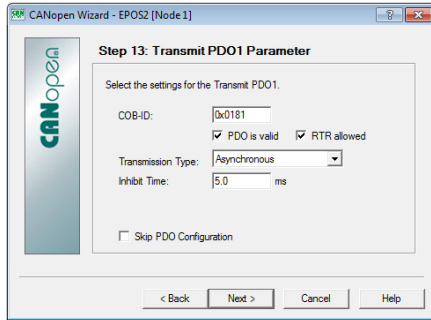 CANopen Wizard - EPOS2 [Node 1]
CANopen
Step 13: Transmit PDO1 Parameter
Select the settings for the Transmit PDO1.
COB-ID: 0x0181
PDO is valid RTR allowed
Transmission Type: Asynchronous
Inhibit Time: 5.0 ms
Skip PDO Configuration
< Back Next > Cancel Help